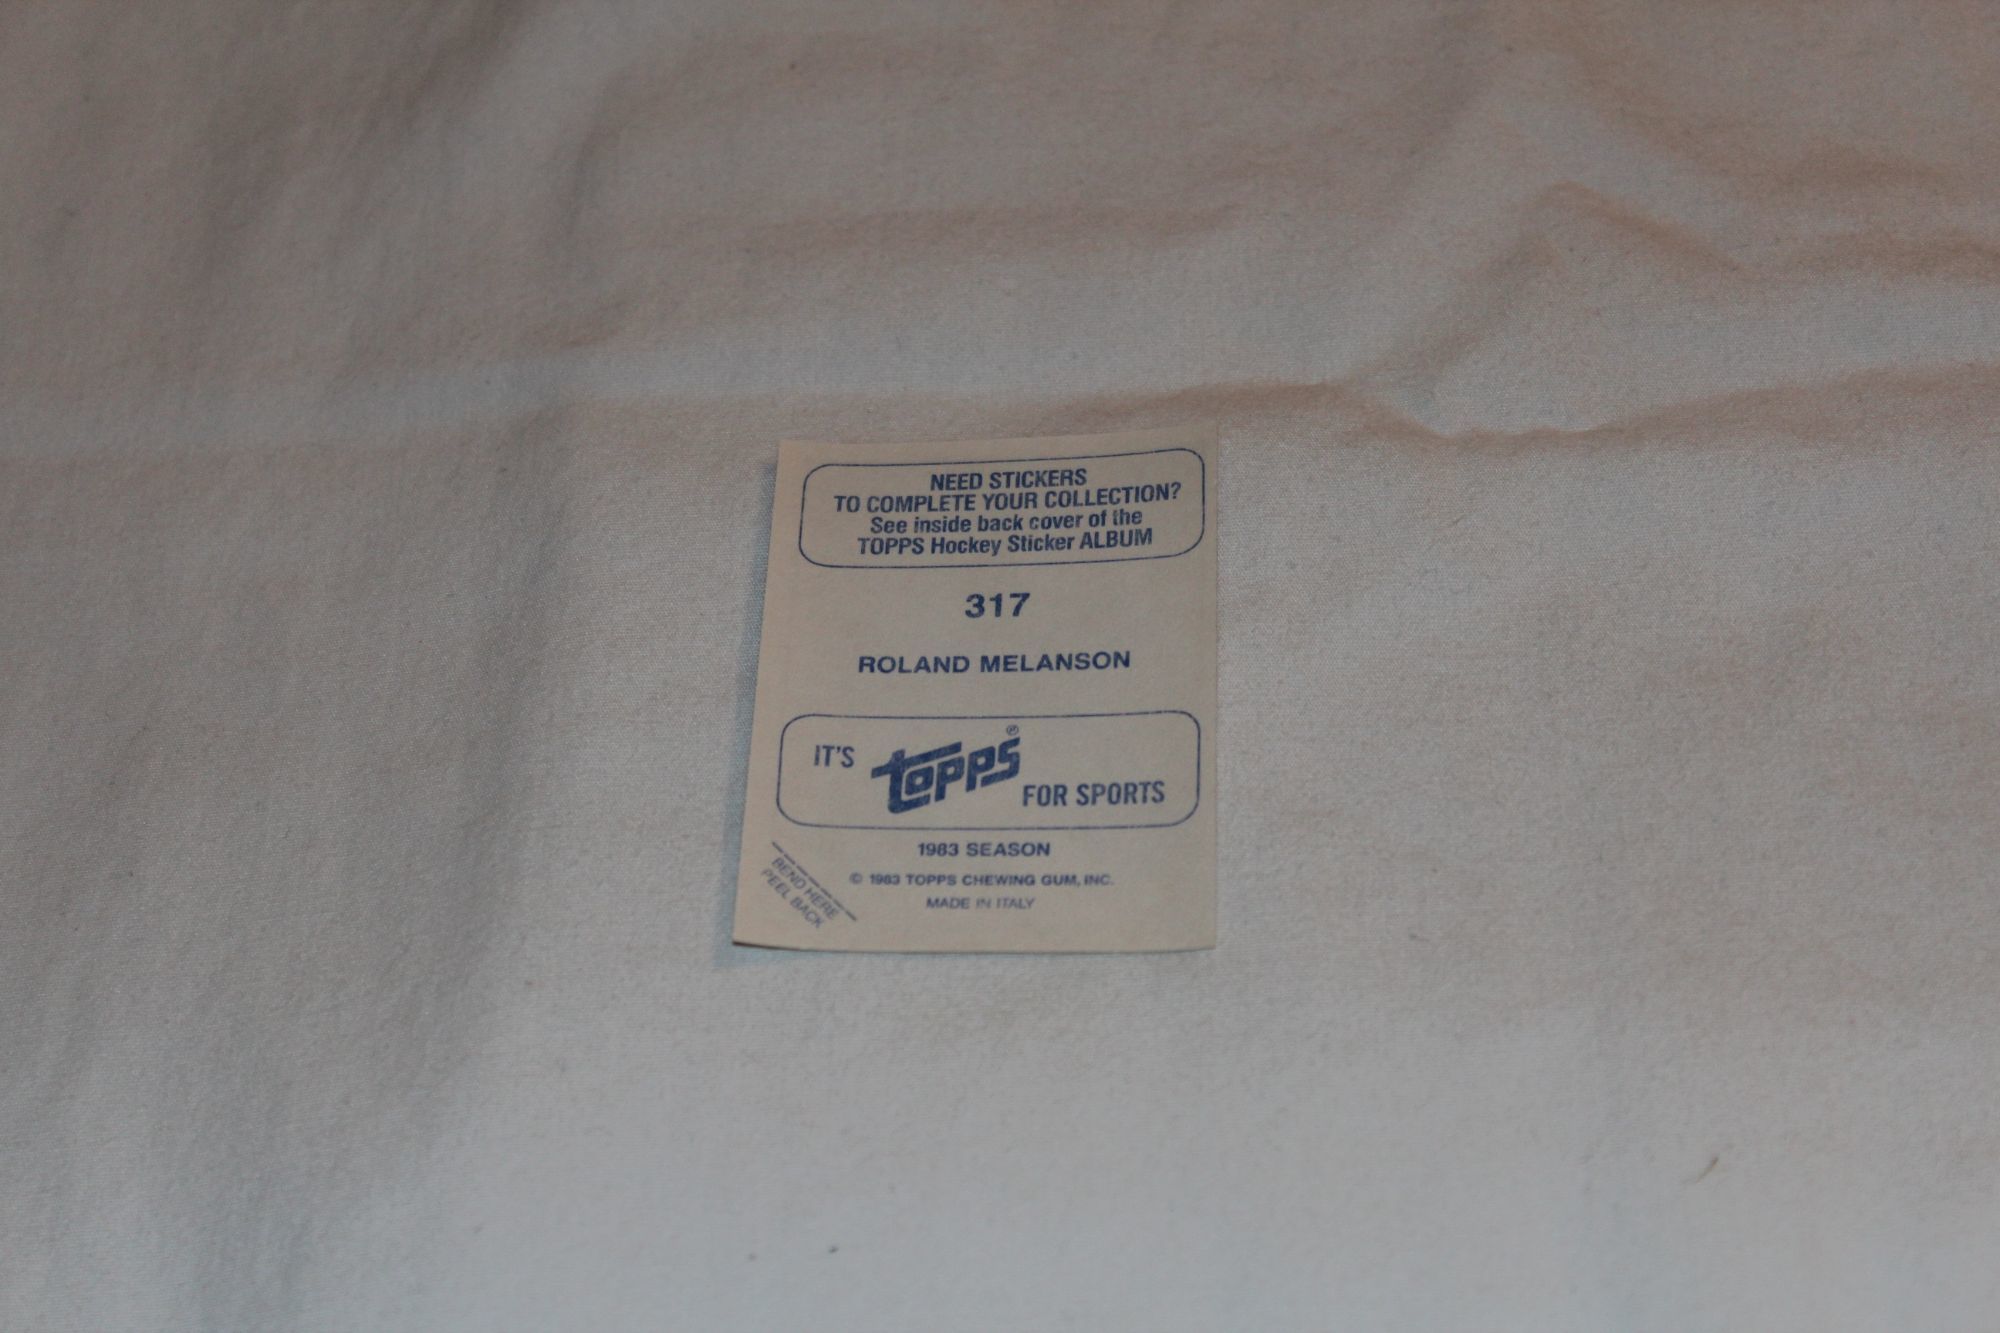 NEED STICKERS
TO COMPLETE YOUR COLLECTION?
See inside back cover of the
TOPPS Hockey Sticker ALBUM
317
ROLAND MELANSON
IT'S topps® FOR SPORTS
1983 SEASON
© 1983 TOPPS CHEWING GUM, INC.
MADE IN ITALY
BEND HERE
PEEL BACK